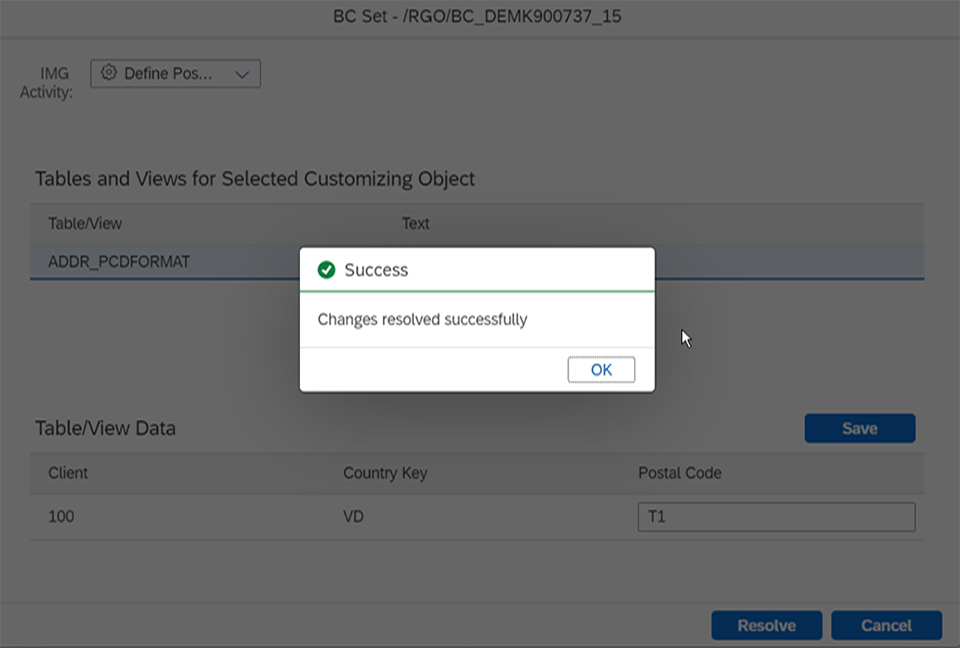 BC Set - /RGO/BC_DEMK900737_15
IMG
Activity:
Define Pos...
Tables and Views for Selected Customizing Object
Table/View Text
ADDR_PCDFORMAT
Success
Changes resolved successfully
OK
Table/View Data
Save
Client Country Key Postal Code
100 VD T1
Resolve Cancel